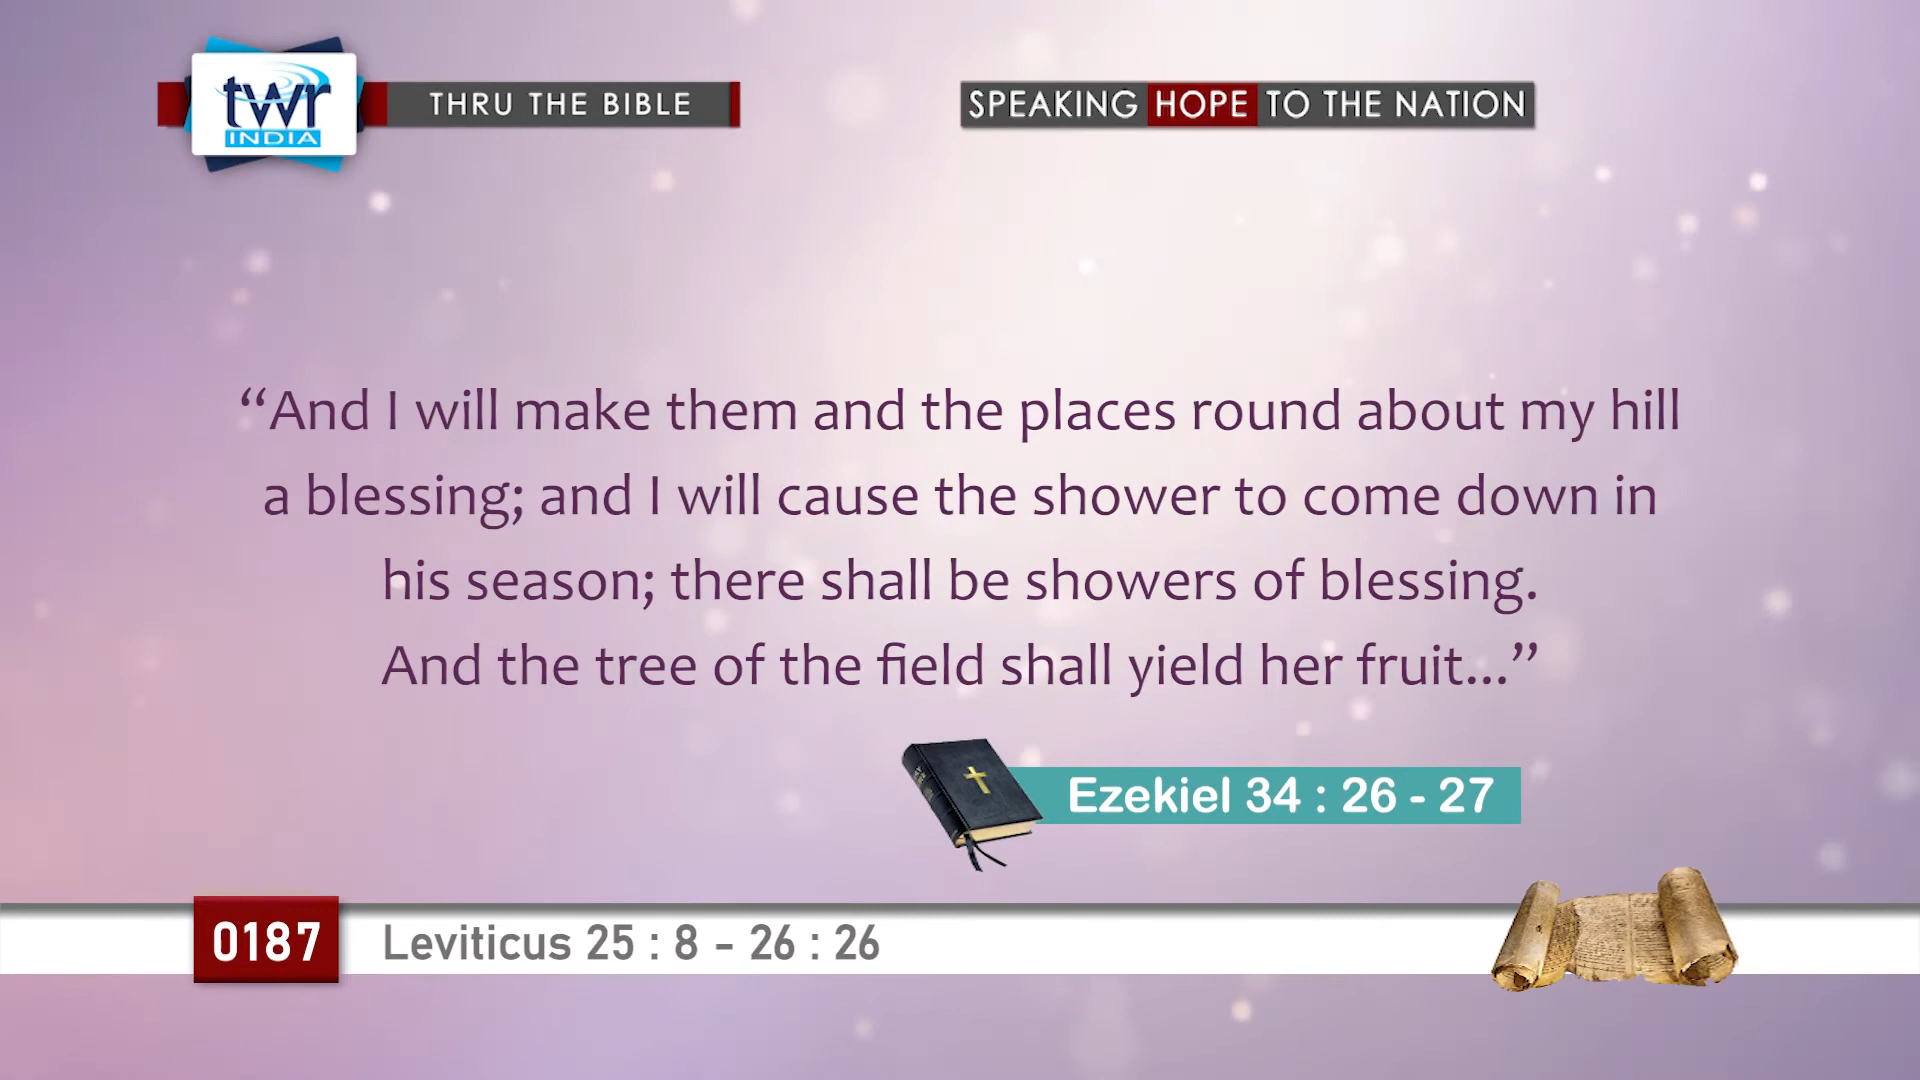 twr
INDIA
THRU THE BIBLE
SPEAKING HOPE TO THE NATION
“And I will make them and the places round about my hill
a blessing; and I will cause the shower to come down in
his season; there shall be showers of blessing.
And the tree of the field shall yield her fruit...”
Ezekiel 34 : 26 - 27
0187
Leviticus 25 : 8 - 26 : 26